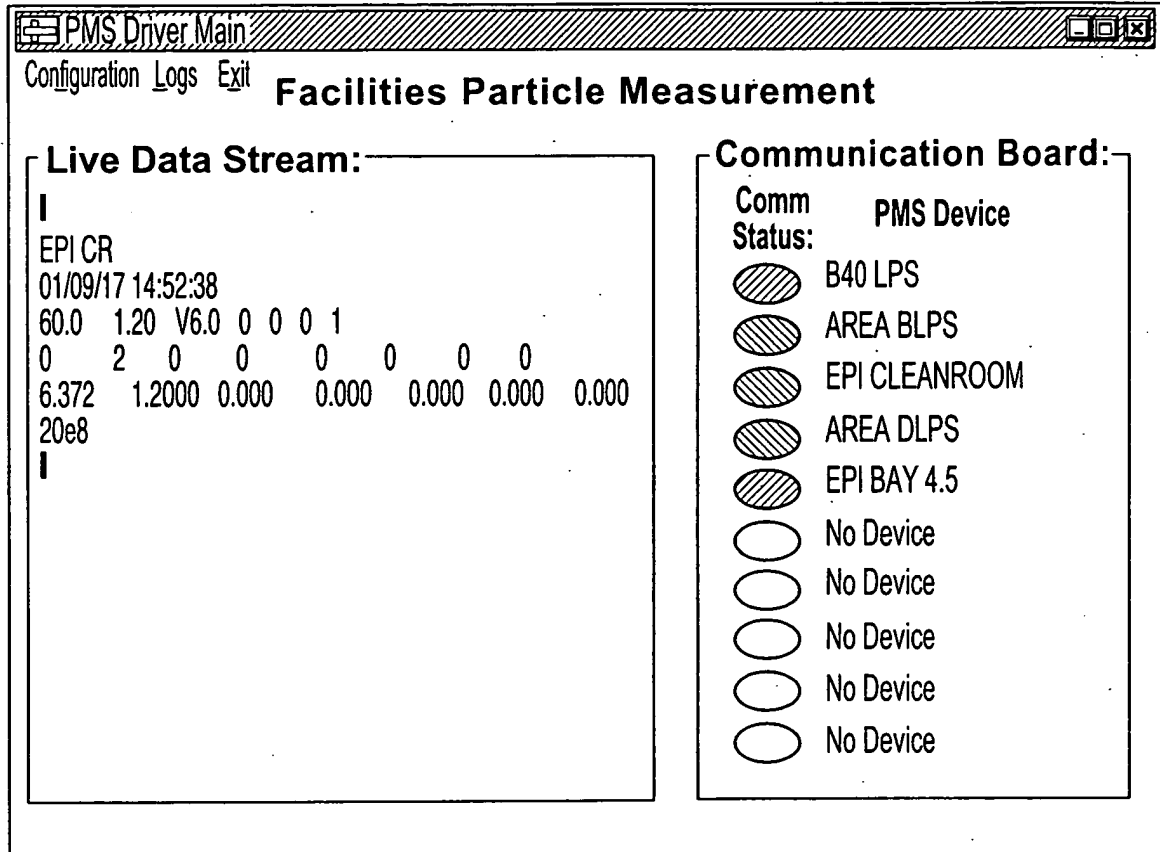 PMS Driver Main
Configuration Logs Exit
Facilities Particle Measurement
Live Data Stream:
EPI CR
01/09/17 14:52:38
60.0 1.20 V6.0 0 0 0 1
0 2 0 0 0 0 0 0
6.372 1.2000 0.000 0.000 0.000 0.000 0.000
20e8
Communication Board:
Comm Status:
PMS Device
B40 LPS
AREA BLPS
EPI CLEANROOM
AREA DLPS
EPI BAY 4.5
No Device
No Device
No Device
No Device
No Device